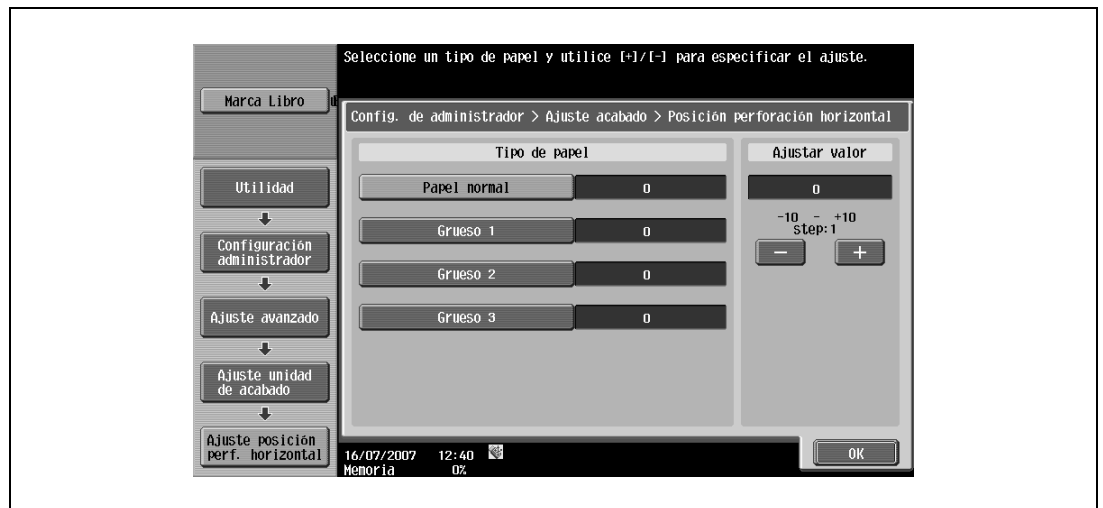 Seleccione un tipo de papel y utilice [+]/[-] para especificar el ajuste.
Marca Libro
Config. de administrador > Ajuste acabado > Posición perforación horizontal
Tipo de papel
Ajustar valor
Papel normal 0
0
-10 - +10
step:1
Grueso 1 0
- +
Grueso 2 0
Grueso 3 0
Utilidad
Configuración
administrador
Ajuste avanzado
Ajuste unidad
de acabado
Ajuste posición
perf. horizontal
16/07/2007 12:40
Memoria 0%
OK